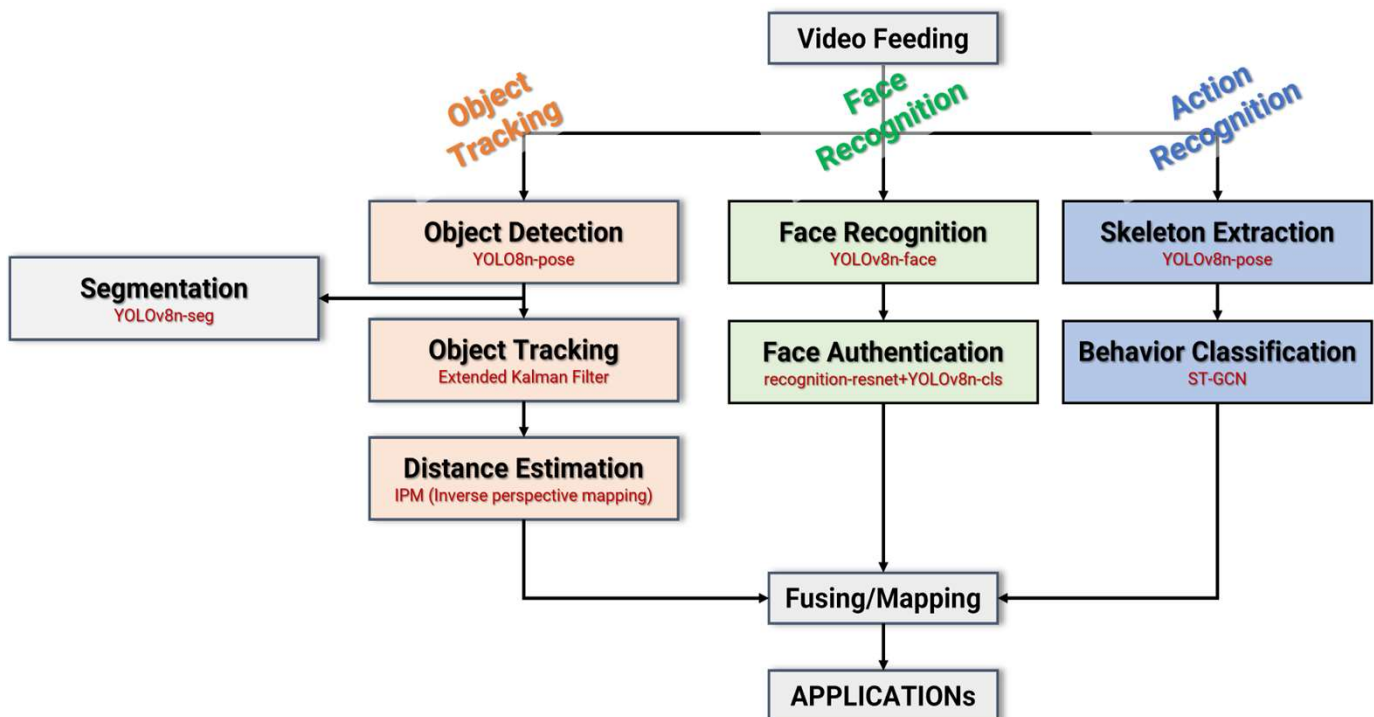 Video Feeding
Object
Tracking
Face
Recognition
Action
Recognition
Object Detection
YOLO8n-pose
Face Recognition
YOLOv8n-face
Skeleton Extraction
YOLOv8n-pose
Segmentation
YOLOv8n-seg
Object Tracking
Extended Kalman Filter
Face Authentication
recognition-resnet+YOLOv8n-cls
Behavior Classification
ST-GCN
Distance Estimation
IPM (Inverse perspective mapping)
Fusing/Mapping
APPLICATIONs